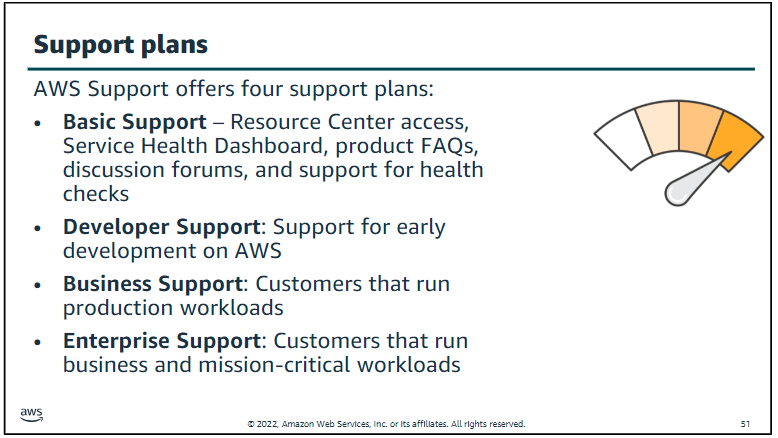 Support plans
AWS Support offers four support plans:
• Basic Support – Resource Center access,
Service Health Dashboard, product FAQs,
discussion forums, and support for health
checks
• Developer Support: Support for early
development on AWS
• Business Support: Customers that run
production workloads
• Enterprise Support: Customers that run
business and mission-critical workloads
aws
© 2022, Amazon Web Services, Inc. or its affiliates. All rights reserved.
51